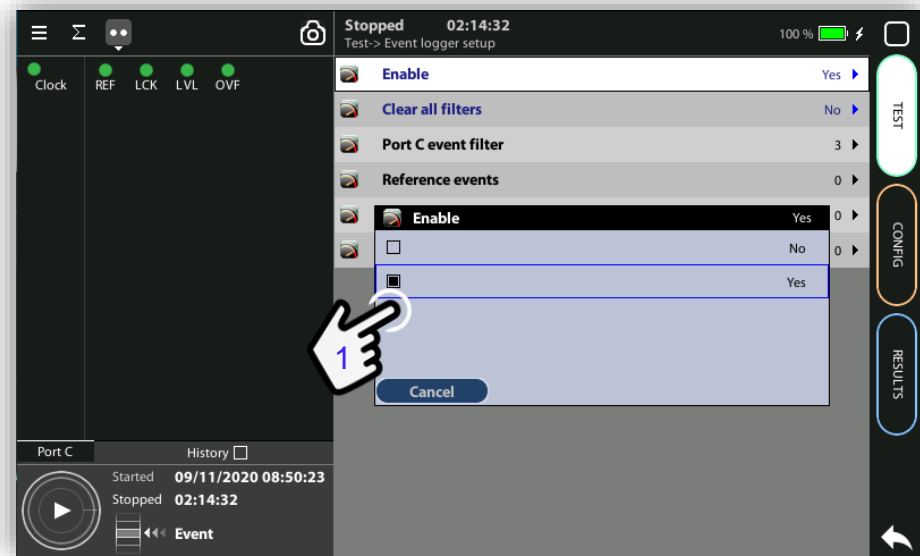 Stopped 02:14:32
Test-> Event logger setup
100 %
Clock REF LCK LVL OVF
Enable Yes
Clear all filters No
Port C event filter 3
Reference events 0
0
0
Enable Yes
No
Yes
1
Cancel
TEST
CONFIG
RESULTS
Port C History
Started 09/11/2020 08:50:23
Stopped 02:14:32
Event